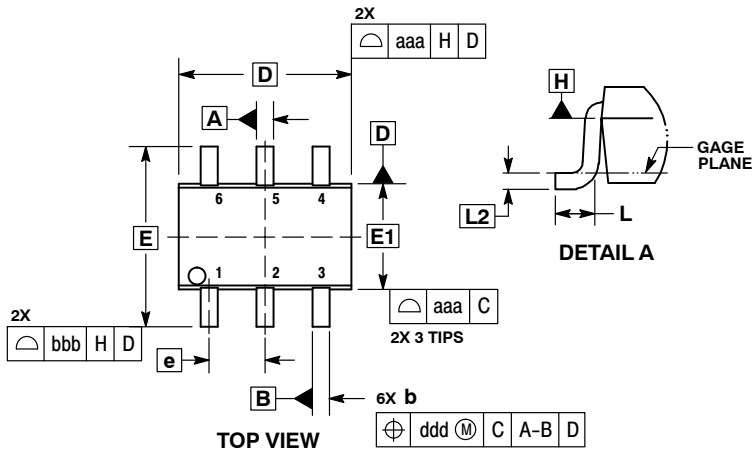 2X
⌓ aaa H D
D
A
D
6 5 4
E
E1
1 2 3
2X
⌓ bbb H D
e
⌓ aaa C
2X 3 TIPS
B
6X b
⌖ ddd Ⓜ C A-B D
TOP VIEW
H
GAGE
PLANE
L2
L
DETAIL A